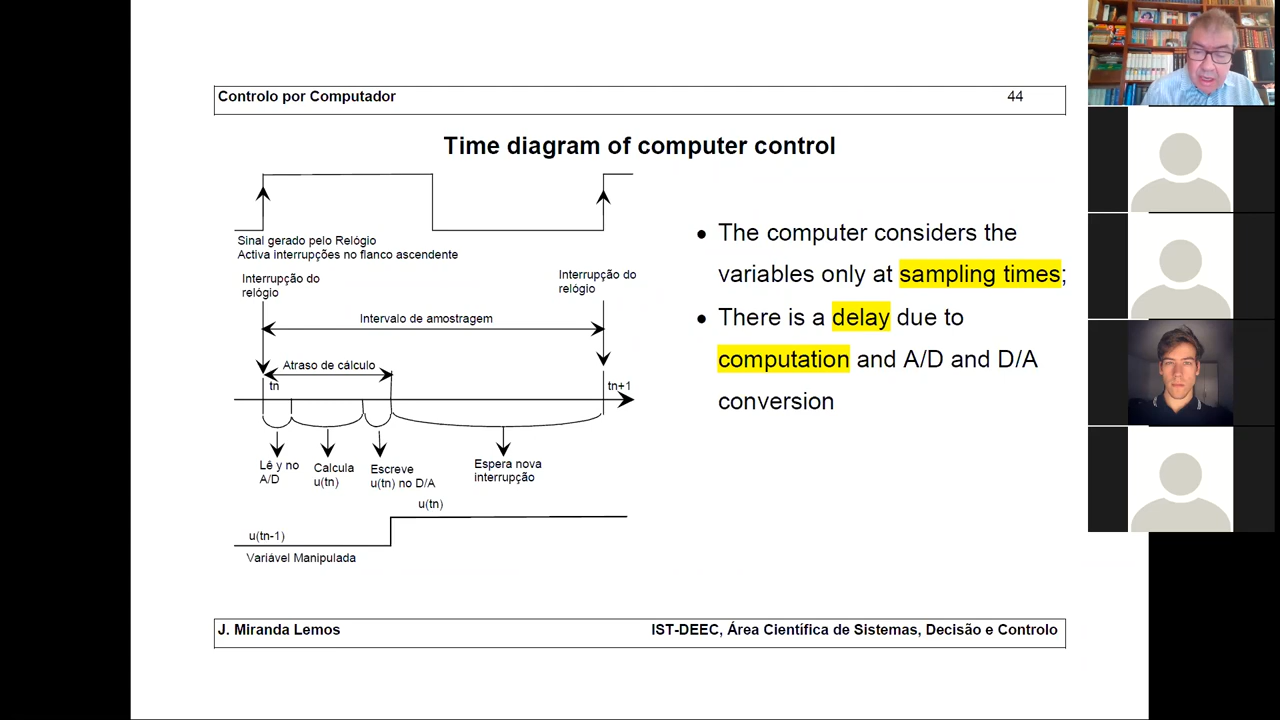 Controlo por Computador
44
Time diagram of computer control
Sinal gerado pelo Relógio
Activa interrupções no flanco ascendente
Interrupção do
relógio
Interrupção do
relógio
Intervalo de amostragem
Atraso de cálculo
tn
tn+1
Lê y no
A/D
Calcula
u(tn)
Escreve
u(tn) no D/A
Espera nova
interrupção
u(tn)
u(tn-1)
Variável Manipulada
• The computer considers the
variables only at sampling times;
• There is a delay due to
computation and A/D and D/A
conversion
J. Miranda Lemos
IST-DEEC, Área Científica de Sistemas, Decisão e Controlo